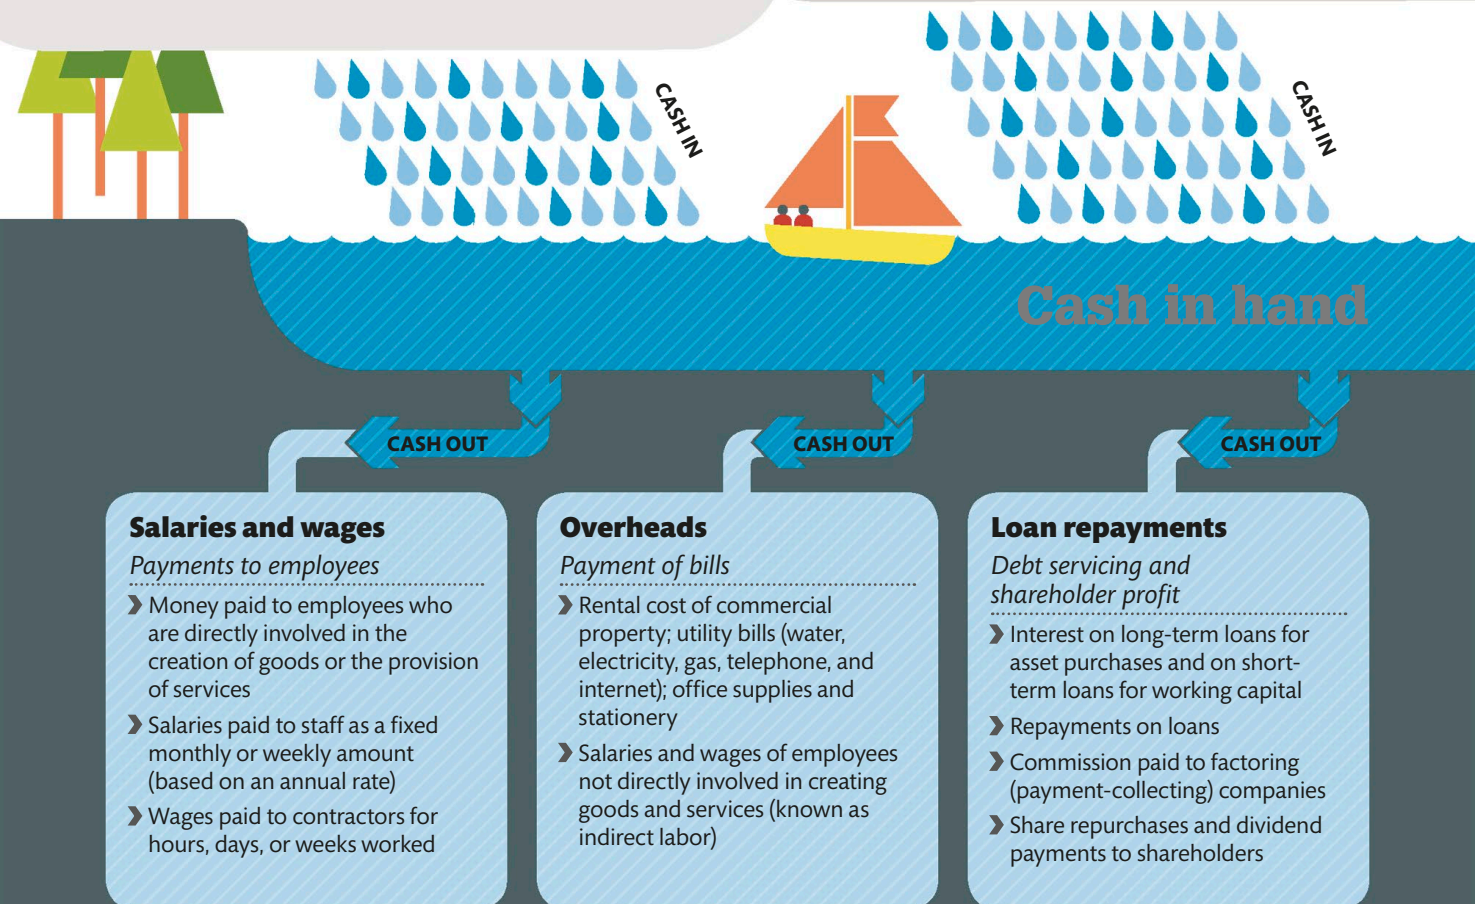 CASH IN
CASH IN
Cash in hand
CASH OUT
CASH OUT
CASH OUT
Salaries and wages
Payments to employees
Money paid to employees who
are directly involved in the
creation of goods or the provision
of services
Salaries paid to staff as a fixed
monthly or weekly amount
(based on an annual rate)
Wages paid to contractors for
hours, days, or weeks worked
Overheads
Payment of bills
Rental cost of commercial
property; utility bills (water,
electricity, gas, telephone, and
internet); office supplies and
stationery
Salaries and wages of employees
not directly involved in creating
goods and services (known as
indirect labor)
Loan repayments
Debt servicing and
shareholder profit
Interest on long-term loans for
asset purchases and on short-
term loans for working capital
Repayments on loans
Commission paid to factoring
(payment-collecting) companies
Share repurchases and dividend
payments to shareholders